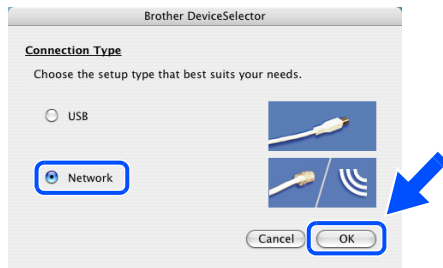 Brother DeviceSelector
Connection Type
Choose the setup type that best suits your needs.
USB
Network
Cancel
OK